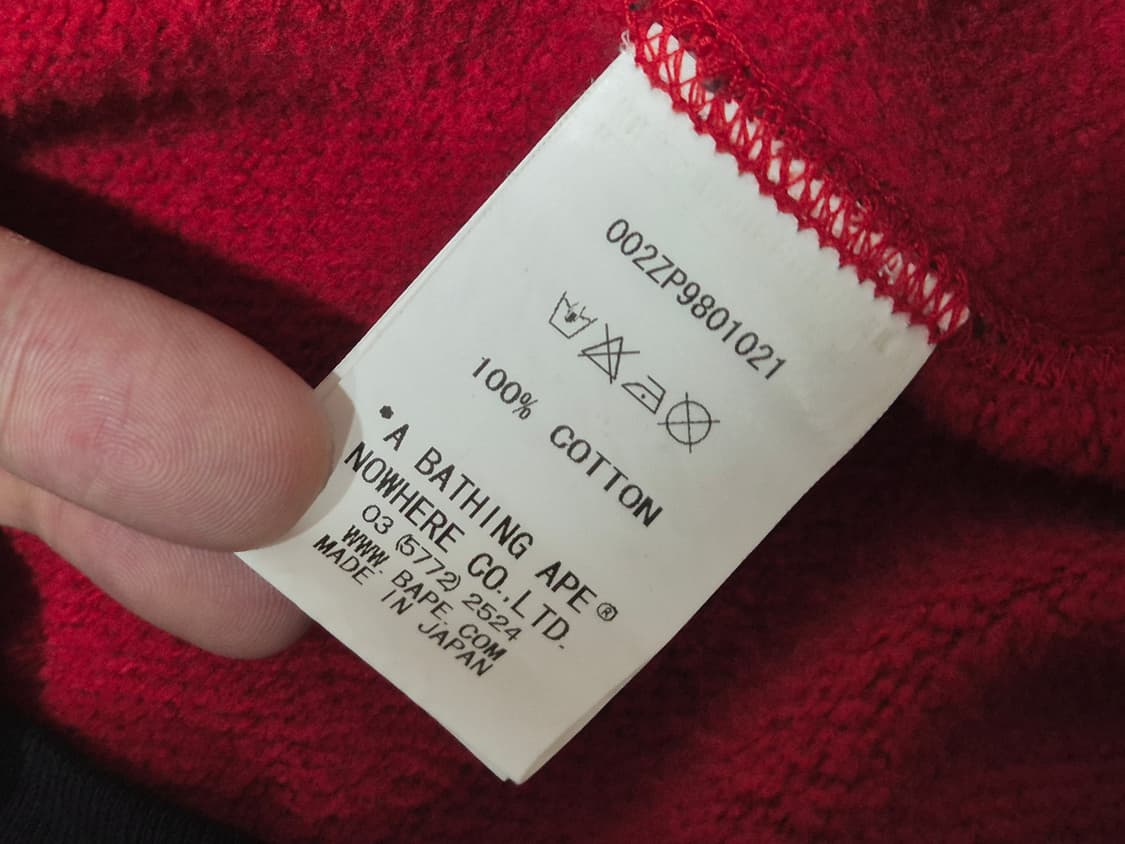 002ZP9801021
100% COTTON
•A BATHING APE®
NOWHERE CO.,LTD.
03 (5772) 2524
WWW. BAPE. COM
MADE IN JAPAN